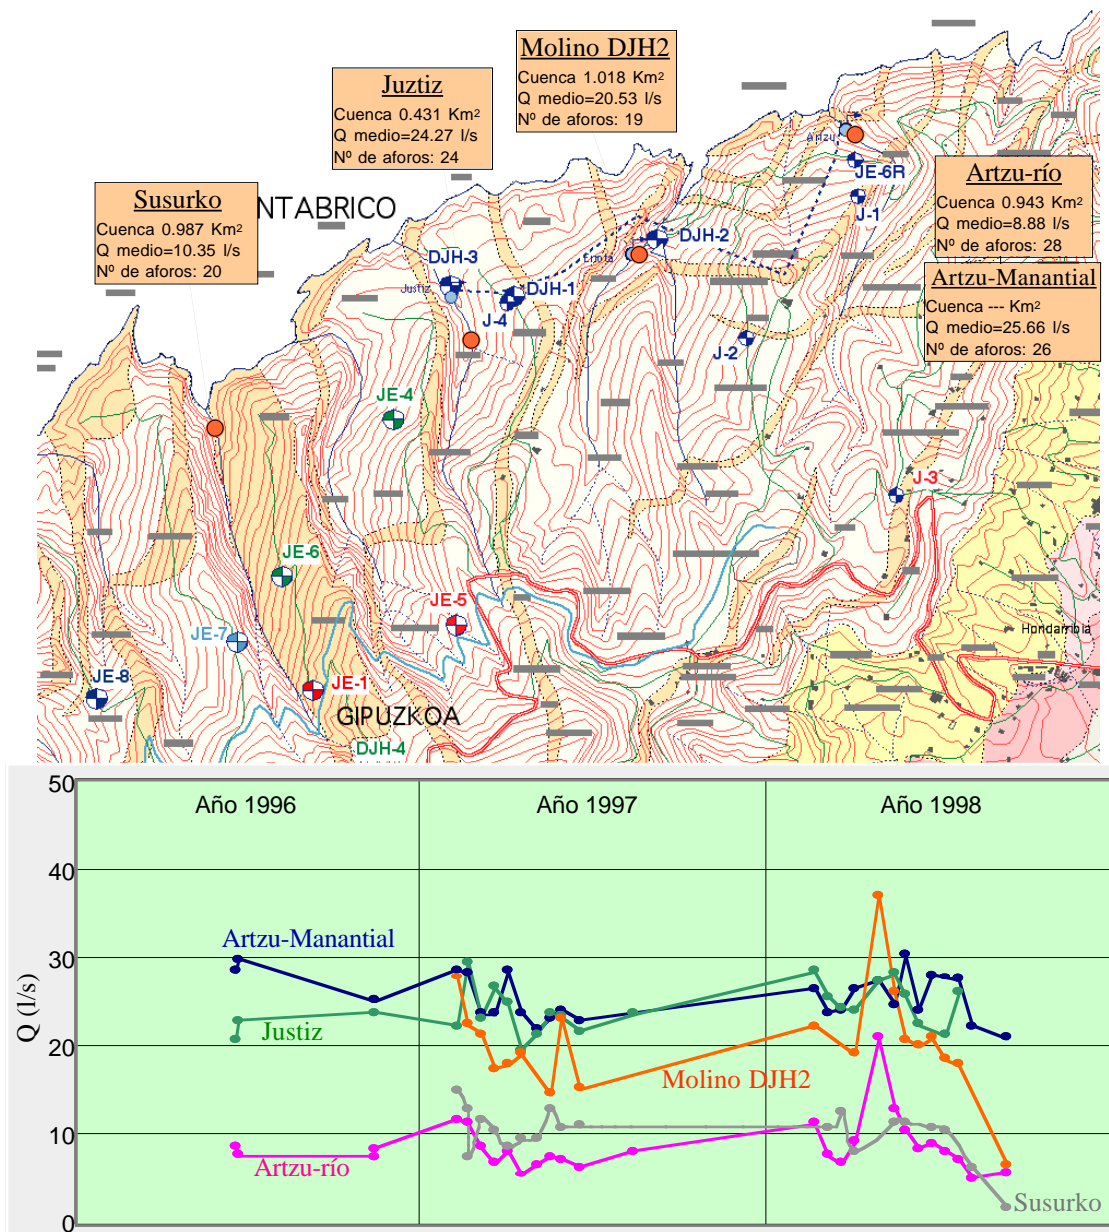 Molino DJH2
Cuenca 1.018 Km²
Q medio=20.53 l/s
Nº de aforos: 19
Juztiz
Cuenca 0.431 Km²
Q medio=24.27 l/s
Nº de aforos: 24
Artzu
JE-6R
J-1
Artzu-río
Cuenca 0.943 Km²
Q medio=8.88 l/s
Nº de aforos: 28
Susurko
Cuenca 0.987 Km²
Q medio=10.35 l/s
Nº de aforos: 20
NTABRICO
DJH-2
DJH-3
Justiz
DJH-1
J-4
Artzu-Manantial
Cuenca --- Km²
Q medio=25.66 l/s
Nº de aforos: 26
J-2
JE-4
J-3
JE-6
JE-5
JE-7
Hondarribia
JE-8
JE-1
GIPUZKOA
DJH-4
50
Año 1996
Año 1997
Año 1998
40
30
Artzu-Manantial
Q (l/s)
Justiz
20
Molino DJH2
10
Artzu-río
Susurko
0